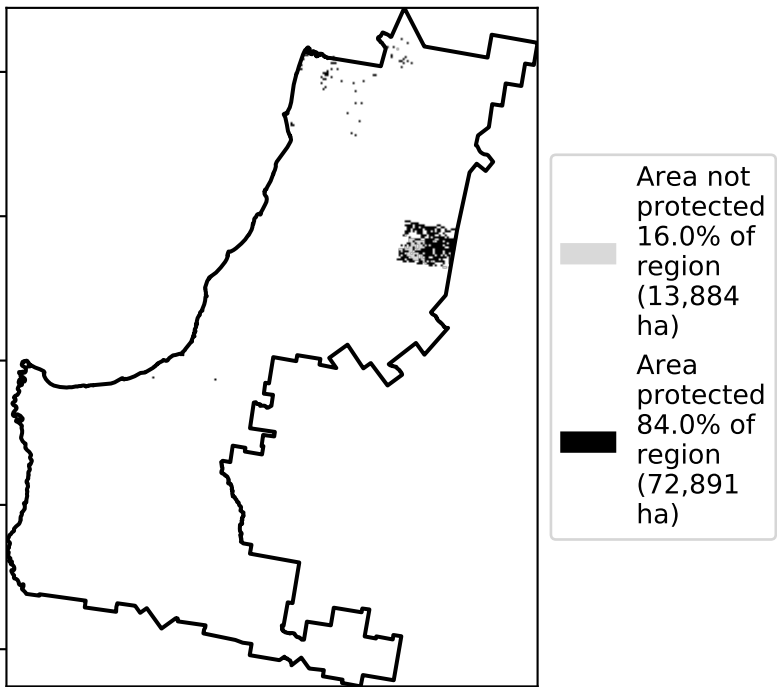 Area not
protected
16.0% of
region
(13,884
ha)
Area
protected
84.0% of
region
(72,891
ha)